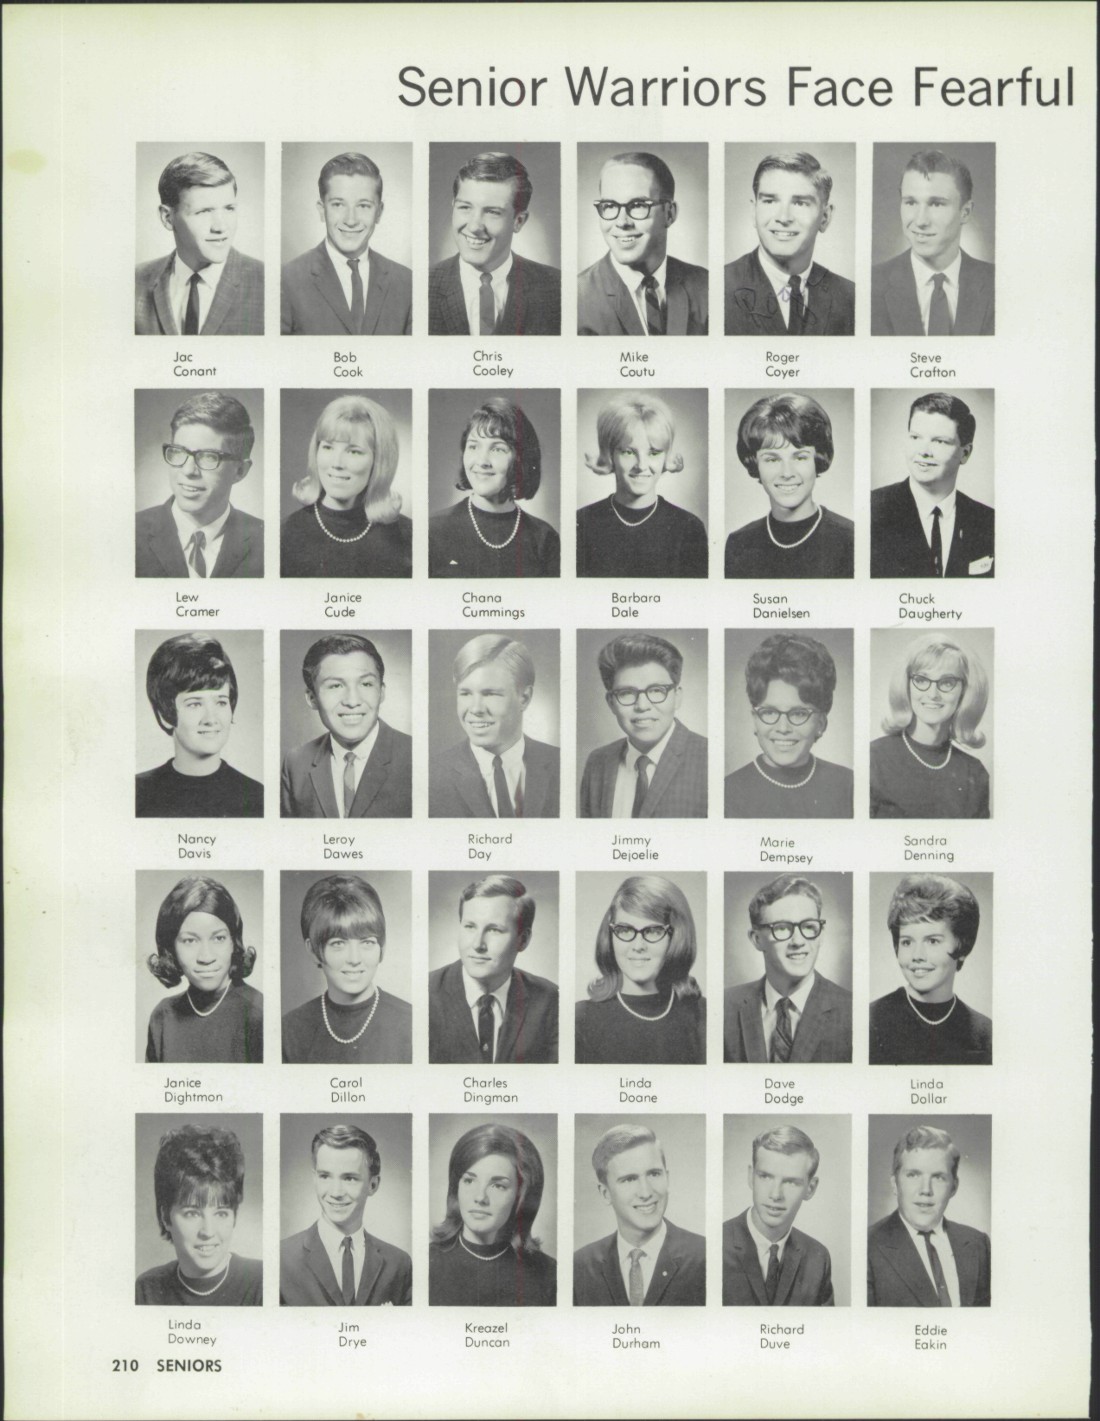 Senior Warriors Face Fearful
Rog
Jac
Conant
Bob
Cook
Chris
Cooley
Mike
Coutu
Roger
Coyer
Steve
Crafton
Lew
Cramer
Janice
Cude
Chana
Cummings
Barbara
Dale
Susan
Danielsen
Chuck
Daugherty
Nancy
Davis
Leroy
Dawes
Richard
Day
Jimmy
Dejoelie
Marie
Dempsey
Sandra
Denning
Janice
Dightmon
Carol
Dillon
Charles
Dingman
Linda
Doane
Dave
Dodge
Linda
Dollar
Linda
Downey
Jim
Drye
Kreazel
Duncan
John
Durham
Richard
Duve
Eddie
Eakin
210 SENIORS